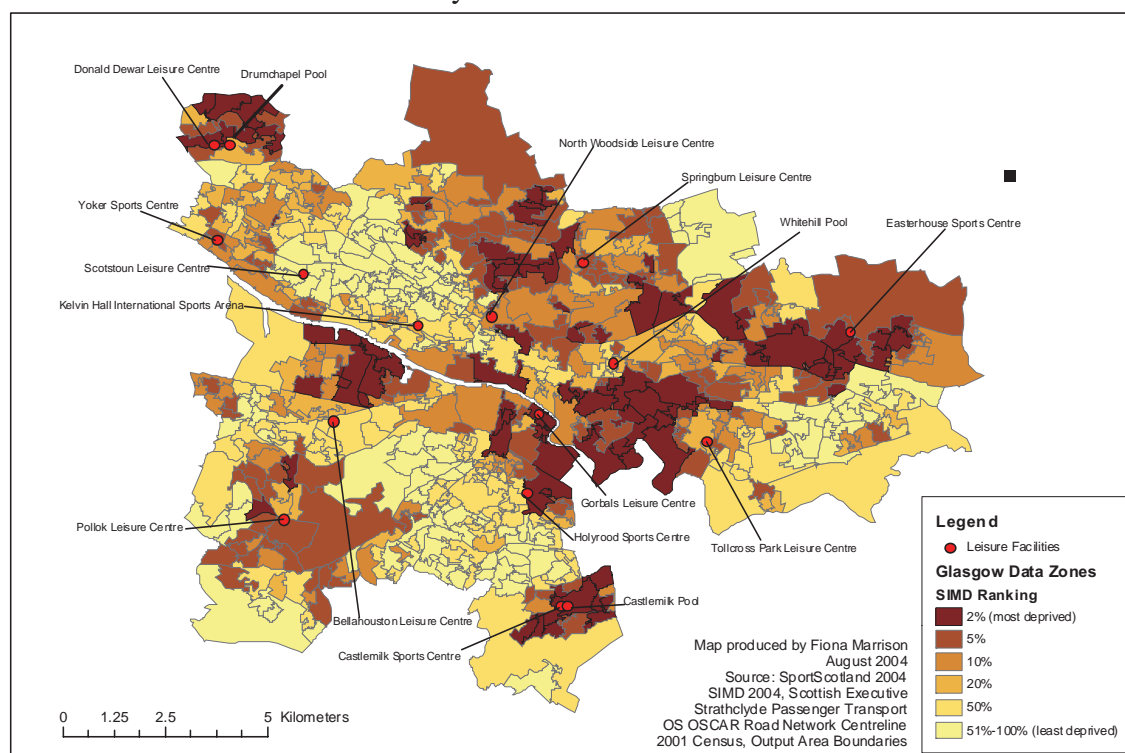 Donald Dewar Leisure Centre
Drumchapel Pool
North Woodside Leisure Centre
Springburn Leisure Centre
Yoker Sports Centre
Whitehill Pool
Easterhouse Sports Centre
Scotstoun Leisure Centre
Kelvin Hall International Sports Arena
Gorbals Leisure Centre
Pollok Leisure Centre
Holyrood Sports Centre
Tollcross Park Leisure Centre
Castlemilk Pool
Bellahouston Leisure Centre
Castlemilk Sports Centre
Legend
Leisure Facilities
Glasgow Data Zones
SIMD Ranking
2% (most deprived)
5%
10%
20%
50%
51%-100% (least deprived)
Map produced by Fiona Marrison
August 2004
Source: SportScotland 2004
SIMD 2004, Scottish Executive
Strathclyde Passenger Transport
OS OSCAR Road Network Centreline
2001 Census, Output Area Boundaries
0 1.25 2.5 5 Kilometers